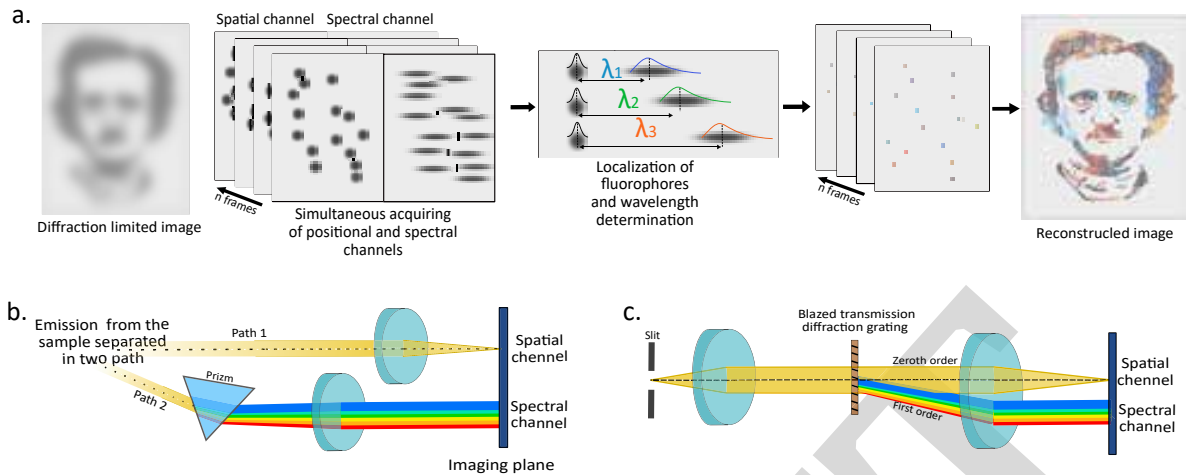 a.
Spatial channel
Spectral channel
n frames
Diffraction limited image
Simultaneous acquiring
of positional and spectral
channels
λ1
λ2
λ3
Localization of
fluorophores
and wavelength
determination
n frames
Reconstrucled image
b.
Emission from the
sample separated
in two path
Path 1
Path 2
Prizm
Spatial
chennel
Spectral
channel
Imaging plane
c.
Slit
Blazed transmission
diffraction grating
Zeroth order
First order
Spatial
channel
Spectral
channel